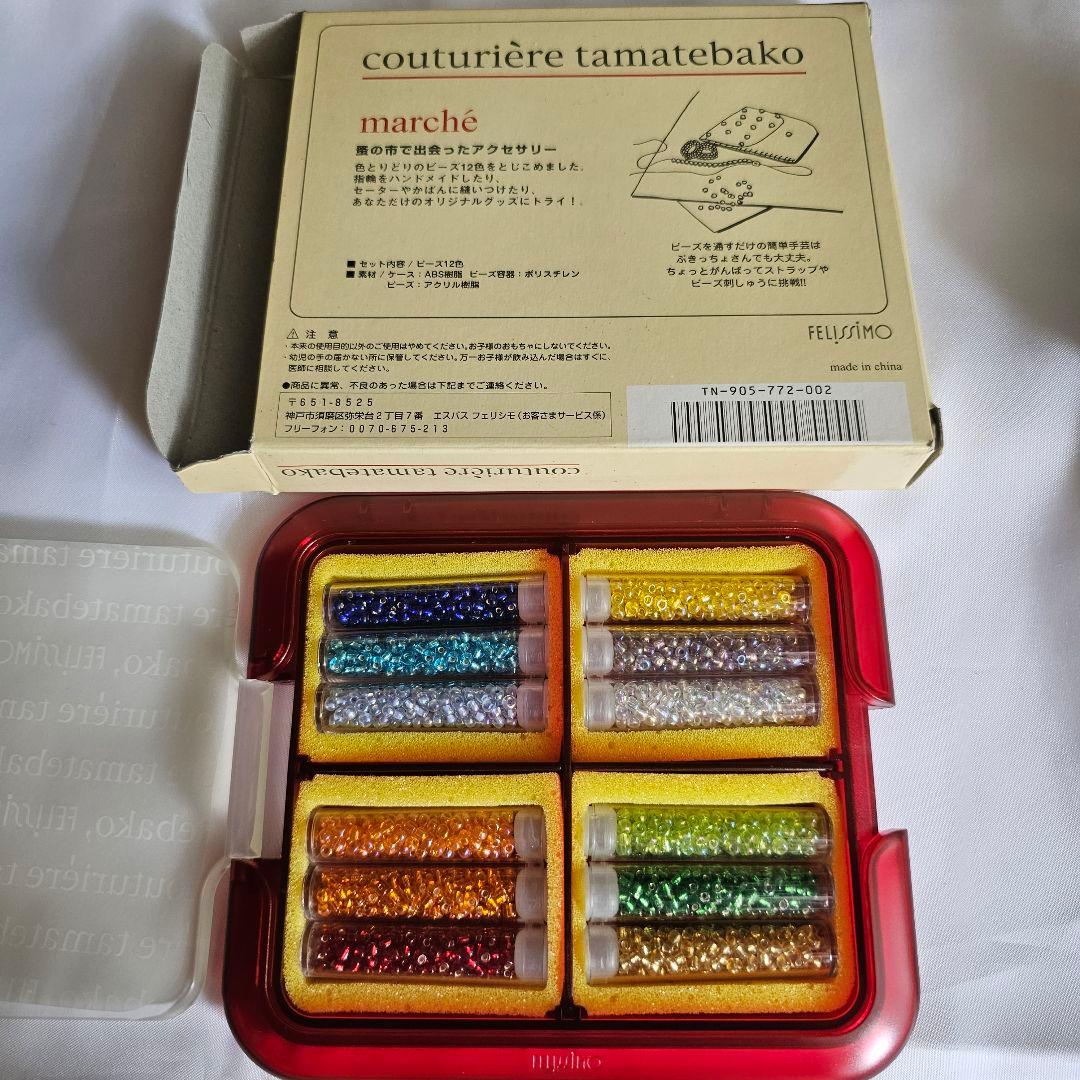 couturière tamatebako
marché
蚤の市で出会ったアクセサリー
色とりどりのビーズ12色をとじこめました。
指輪をハンドメイドしたり、
セーターやかばんに縫いつけたり、
あなただけのオリジナルグッズにトライ！。
■ セット内容 / ビーズ12色
■ 素材 / ケース：ABS樹脂 ビーズ容器：ポリスチレン
ビーズ：アクリル樹脂
ビーズを通すだけの簡単手芸は
ぶきっちょさんでも大丈夫。
ちょっとがんばってストラップや
ビーズ刺しゅうに挑戦!!
FELISSIMO
made in china
⚠ 注 意
・本来の使用目的以外のご使用はやめてください。お子様のおもちゃにしないでください。
・幼児の手の届かない所に保管してください。万一お子様が飲み込んだ場合はすぐに、
医師に相談してください。
●商品に異常、不良のあった場合は下記までご連絡ください。
〒651-8525
神戸市須磨区弥栄台2丁目7番 エスパス フェリシモ (お客さまサービス係)
フリーフォン：0070-675-213
TN-905-772-002
couturière tamatebako
outurière tama
tamatebako
bako, FELISSIMO
couturière tam
tamatebak
ebako, FELISSI
outurière ta
tamateb
FELISSIMO